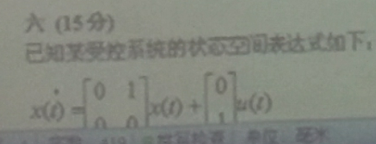 六 (15分)
已知某受控系统的状态空间表达式如下：
ẋ(t)=[0 1; 0 0]x(t)+[0; 1]u(t)